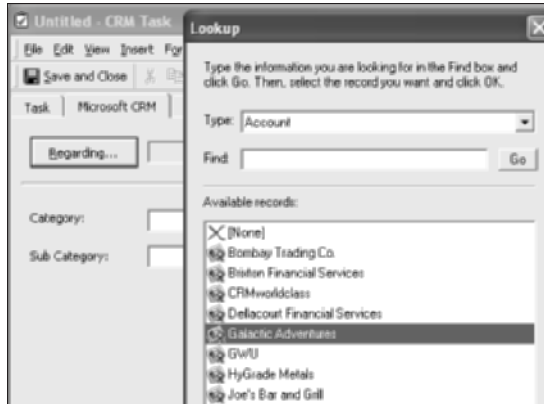 Untitled - CRM Task
File Edit View Insert For
Save and Close
Task Microsoft CRM
Regarding...
Category:
Sub Category:
Lookup
Type the information you are looking for in the Find box and
click Go. Then, select the record you want and click OK.
Type: Account
Find: Go
Available records:
[None]
Bombay Trading Co.
Brixton Financial Services
CRMworldclass
Dellacourt Financial Services
Galactic Adventures
GWU
HyGrade Metals
Joe's Bar and Grill